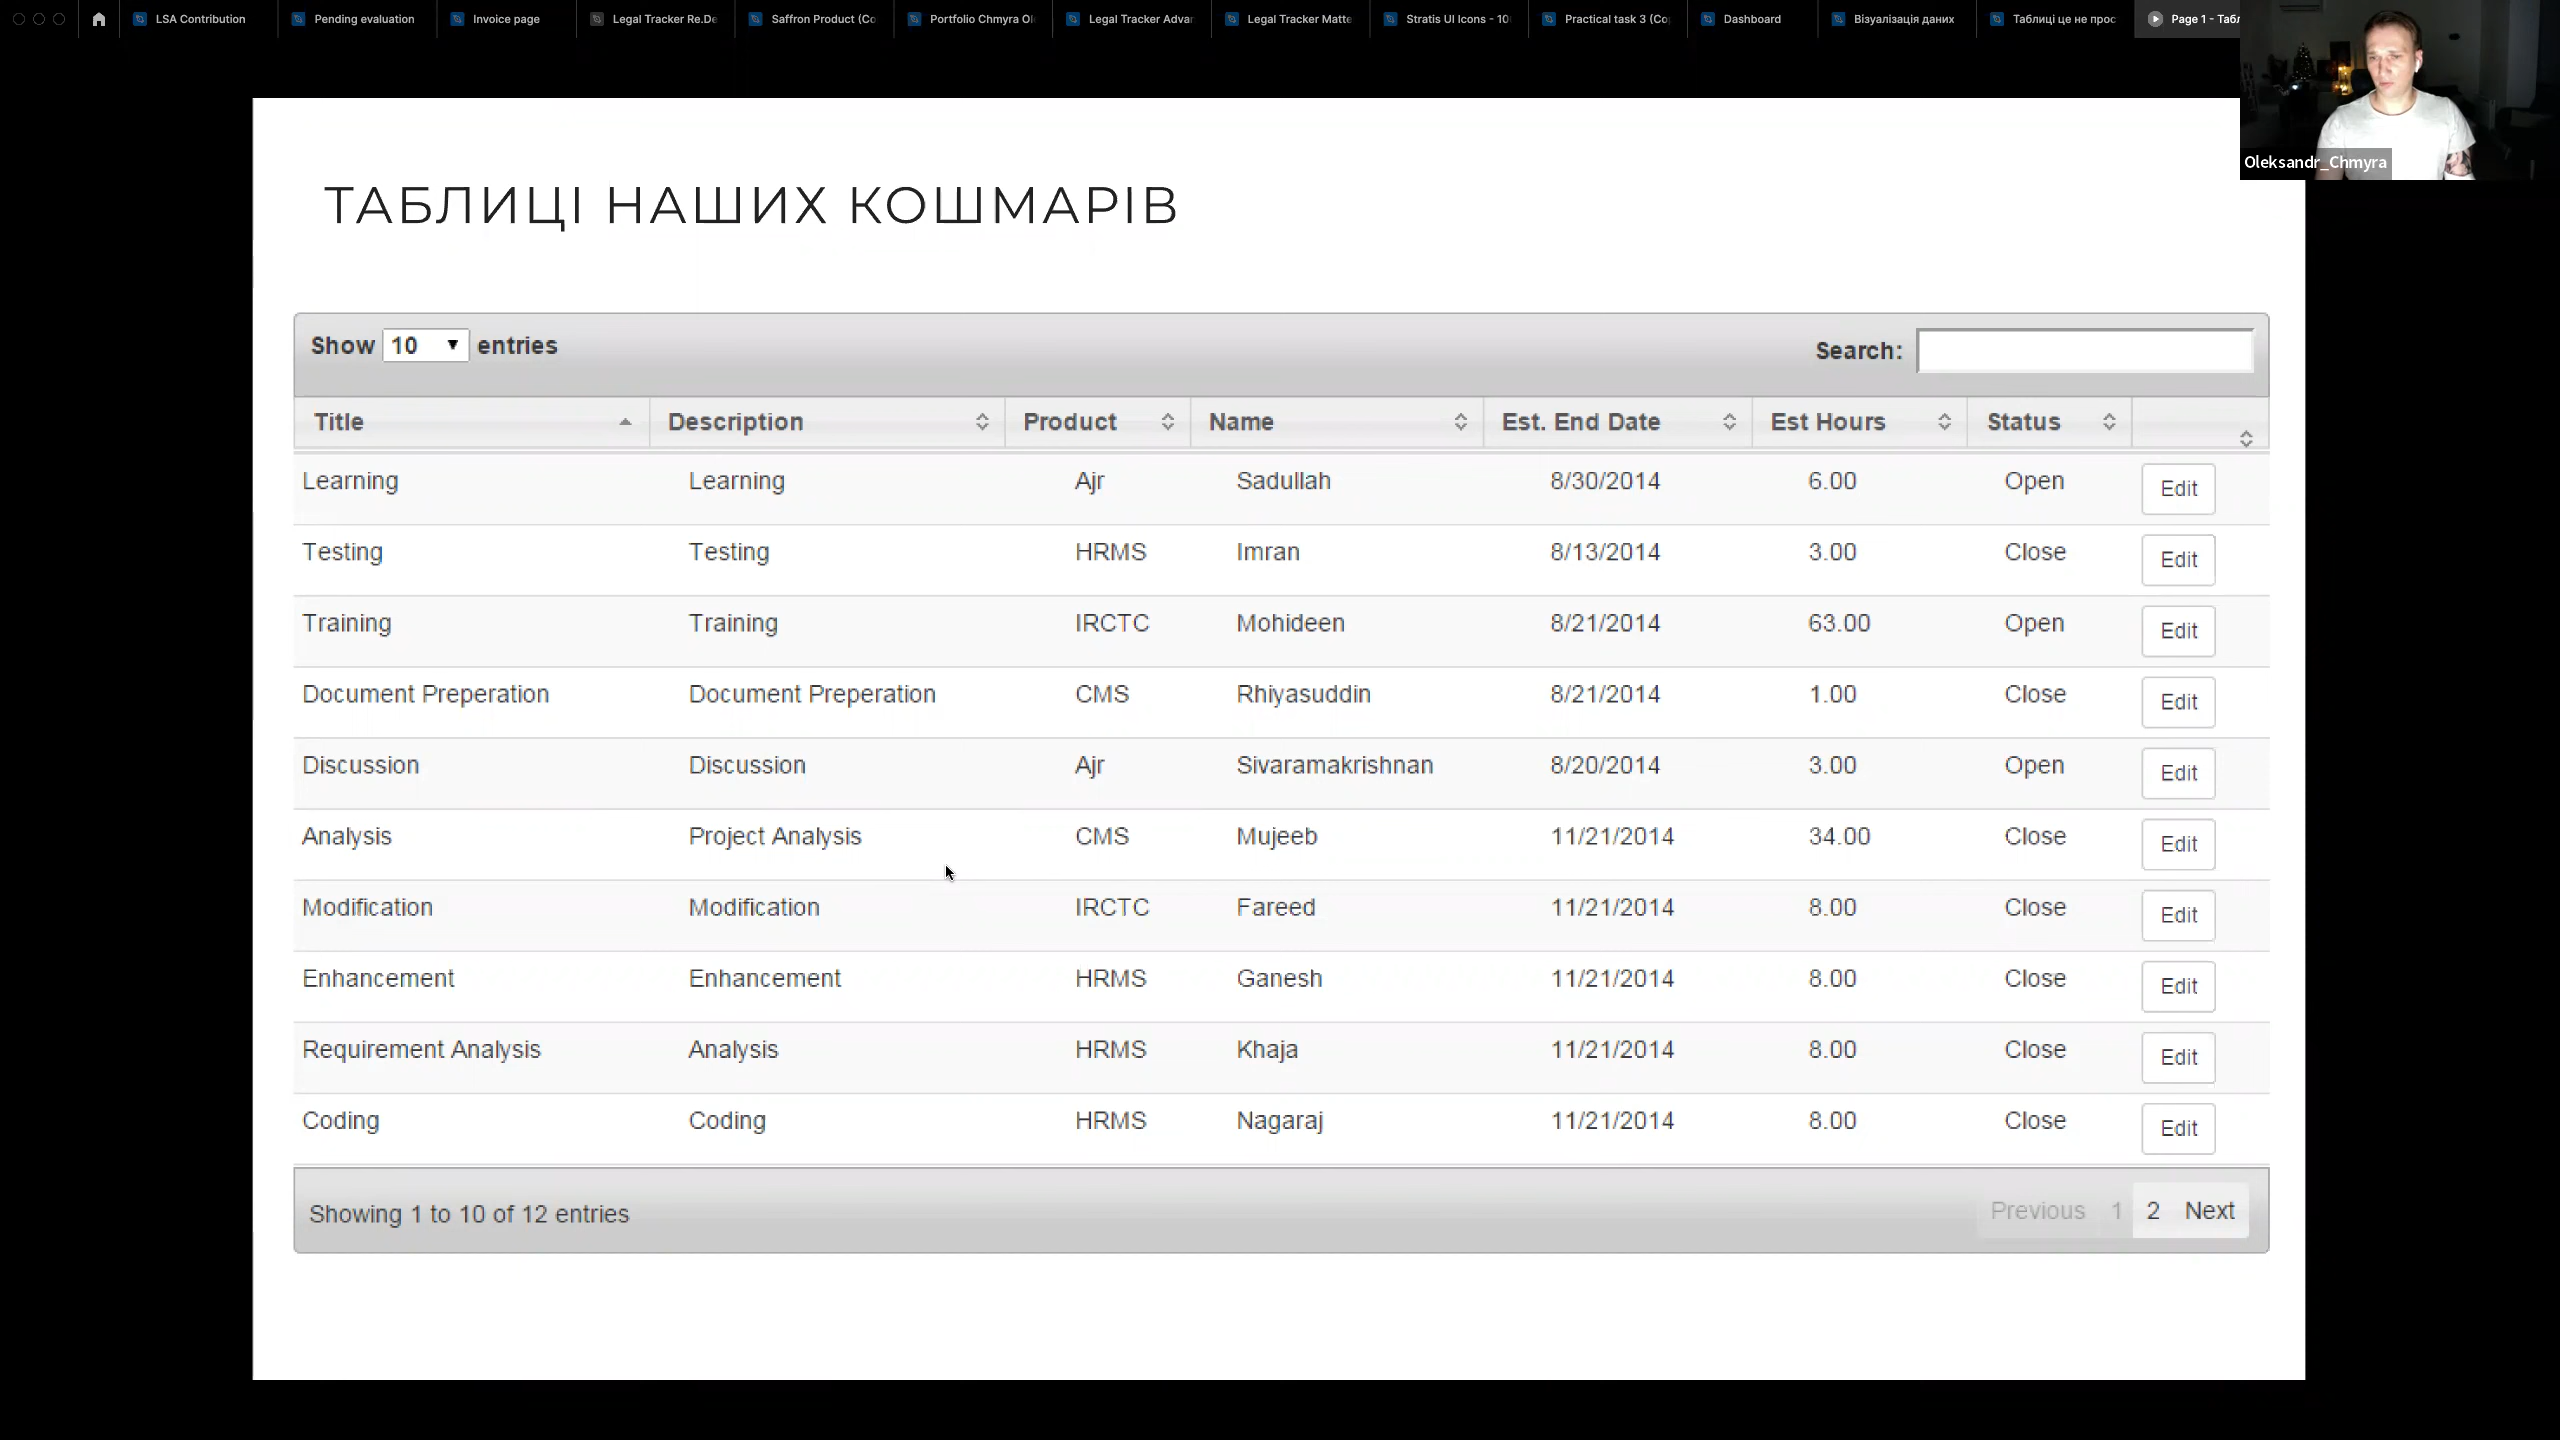 LSA Contribution Pending evaluation Invoice page Legal Tracker Re.De Saffron Product (Co Portfolio Chmyra Ol Legal Tracker Advar Legal Tracker Matte Stratis UI Icons - 10 Practical task 3 (Co Dashboard Візуалізація даних Таблиці це не прос Page 1 - Табл
Oleksandr_Chmyra
ТАБЛИЦІ НАШИХ КОШМАРІВ
Show 10 entries Search:
Title Description Product Name Est. End Date Est Hours Status
Learning Learning Ajr Sadullah 8/30/2014 6.00 Open Edit
Testing Testing HRMS Imran 8/13/2014 3.00 Close Edit
Training Training IRCTC Mohideen 8/21/2014 63.00 Open Edit
Document Preperation Document Preperation CMS Rhiyasuddin 8/21/2014 1.00 Close Edit
Discussion Discussion Ajr Sivaramakrishnan 8/20/2014 3.00 Open Edit
Analysis Project Analysis CMS Mujeeb 11/21/2014 34.00 Close Edit
Modification Modification IRCTC Fareed 11/21/2014 8.00 Close Edit
Enhancement Enhancement HRMS Ganesh 11/21/2014 8.00 Close Edit
Requirement Analysis Analysis HRMS Khaja 11/21/2014 8.00 Close Edit
Coding Coding HRMS Nagaraj 11/21/2014 8.00 Close Edit
Showing 1 to 10 of 12 entries Previous 1 2 Next